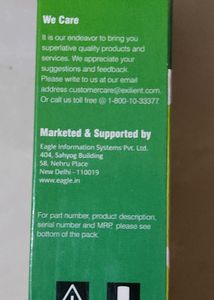 We Care
It is our endeavor to bring you
superlative quality products and
services. We appreciate your
suggestions and feedback
Please write to us at our email
address customercare@exilient.com.
Or call us toll free @ 1-800-10-33377
Marketed & Supported by
Eagle Information Systems Pvt. Ltd.
404, Sahyog Building
58, Nehru Place
New Delhi - 110019
www.eagle.in
For part number, product description,
serial number and MRP, please see
bottom of the pack.